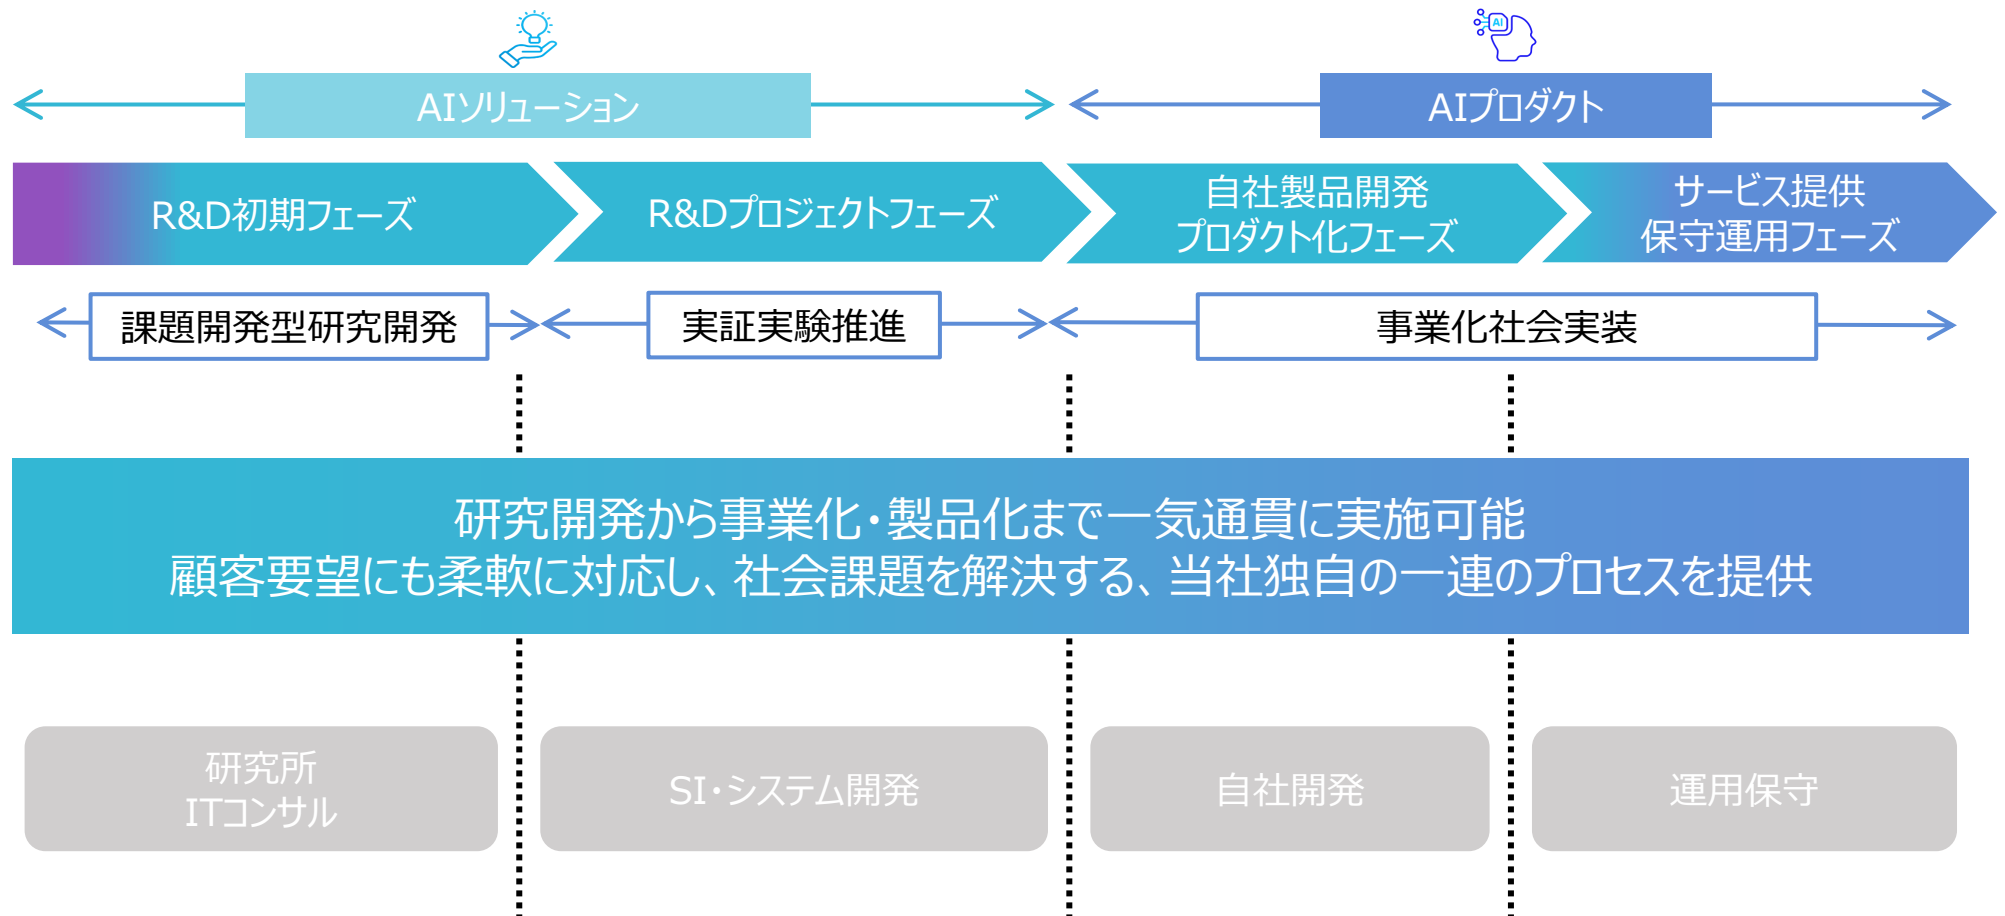 AI
AIソリューション
AIプロダクト
R&D初期フェーズ
R&Dプロジェクトフェーズ
自社製品開発
プロダクト化フェーズ
サービス提供
保守運用フェーズ
課題開発型研究開発
実証実験推進
事業化社会実装
研究開発から事業化・製品化まで一気通貫に実施可能
顧客要望にも柔軟に対応し、社会課題を解決する、当社独自の一連のプロセスを提供
研究所
ITコンサル
SI・システム開発
自社開発
運用保守